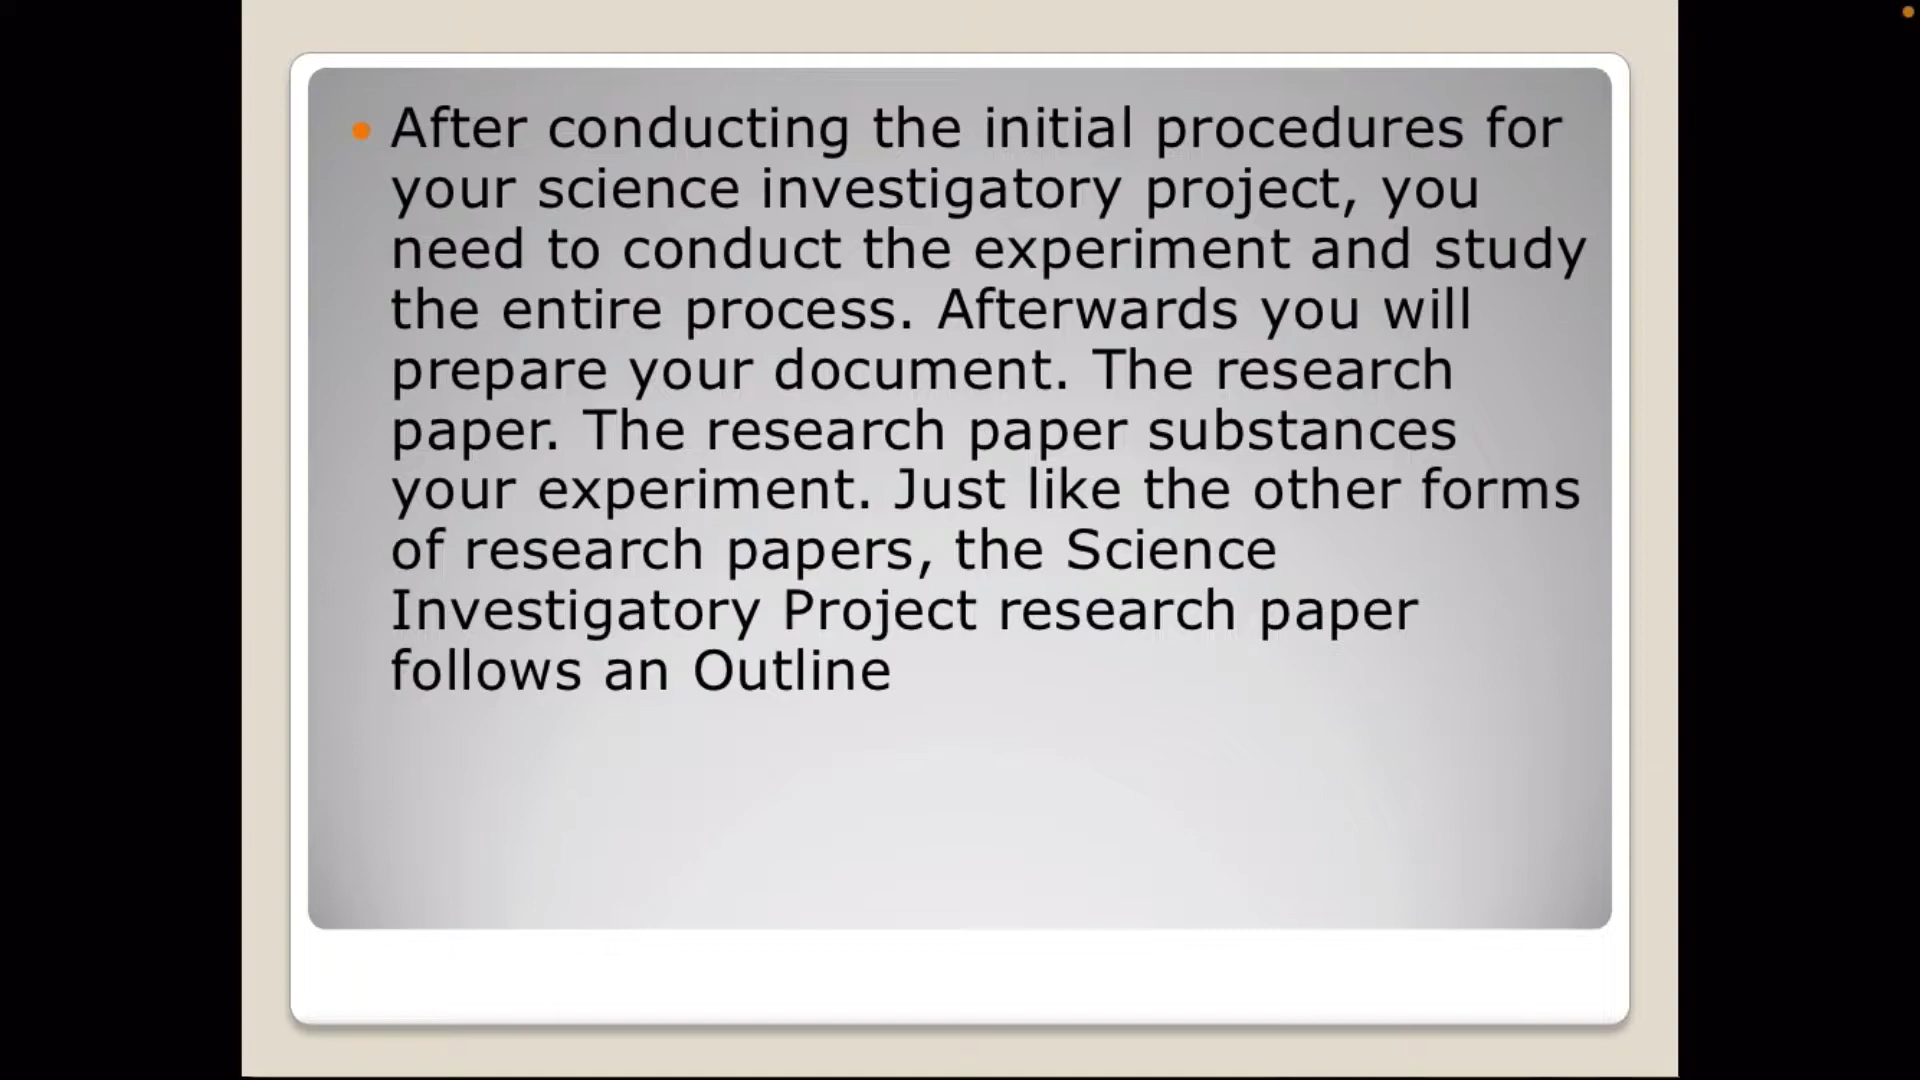 • After conducting the initial procedures for
your science investigatory project, you
need to conduct the experiment and study
the entire process. Afterwards you will
prepare your document. The research
paper. The research paper substances
your experiment. Just like the other forms
of research papers, the Science
Investigatory Project research paper
follows an Outline